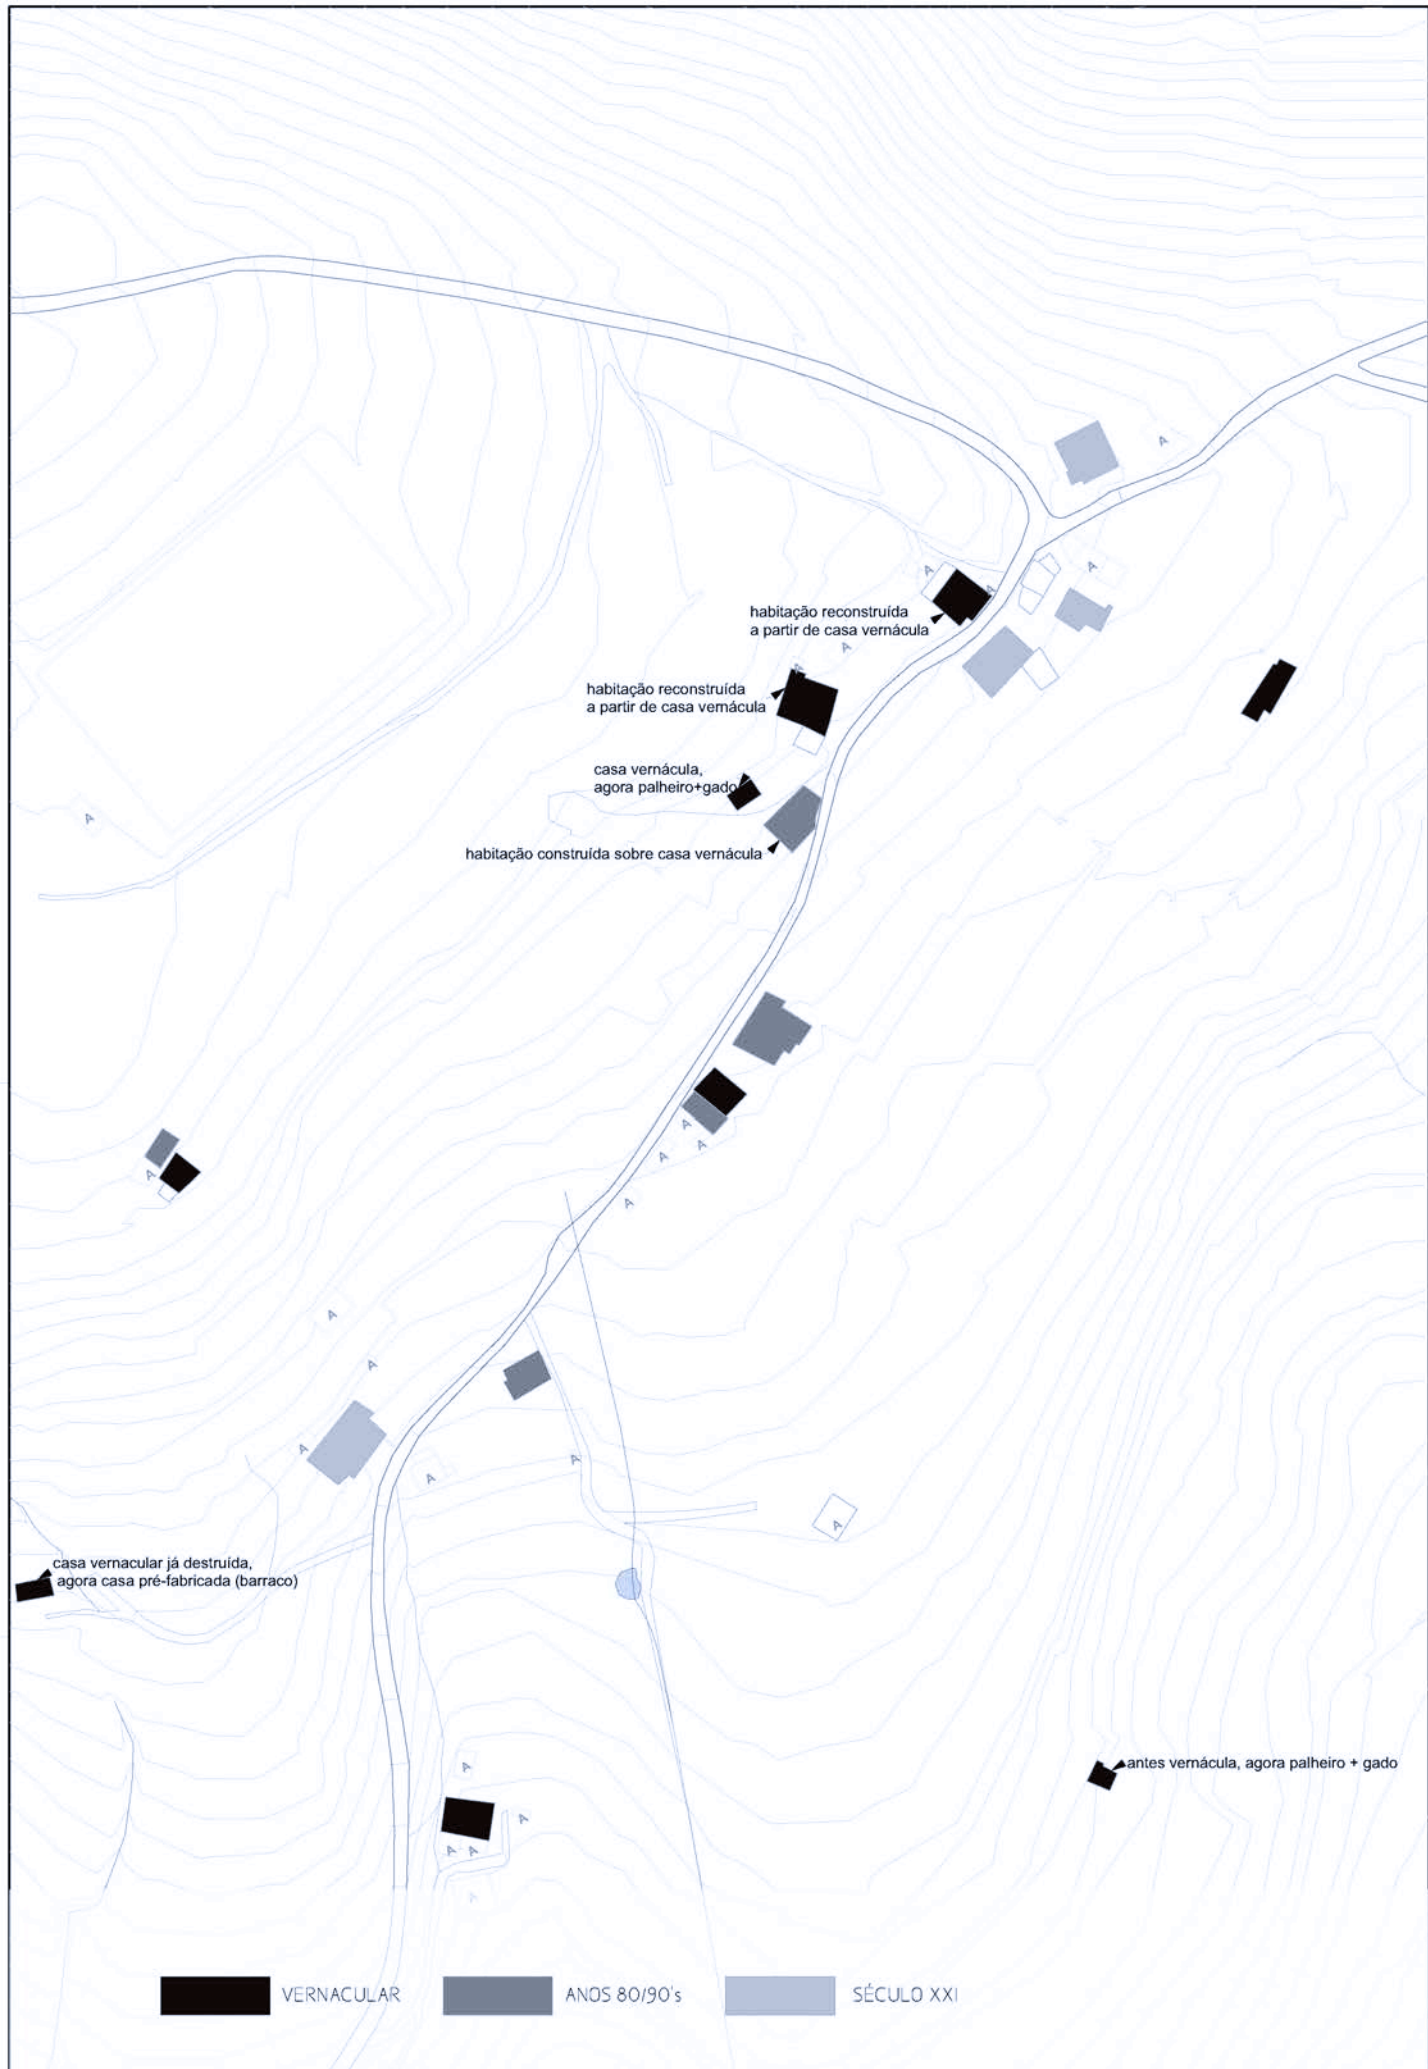 A
A
A
A
habitação reconstruída
a partir de casa vernácula
A
A
habitação reconstruída
a partir de casa vernácula
casa vernácula,
agora palheiro+gado
A
habitação construída sobre casa vernácula
A
A
A
A
A
A
A
A
A
A
A
casa vernacular já destruída,
agora casa pré-fabricada (barraco)
antes vernácula, agora palheiro + gado
A
A
A A
A
VERNACULAR
ANOS 80/90's
SÉCULO XXI